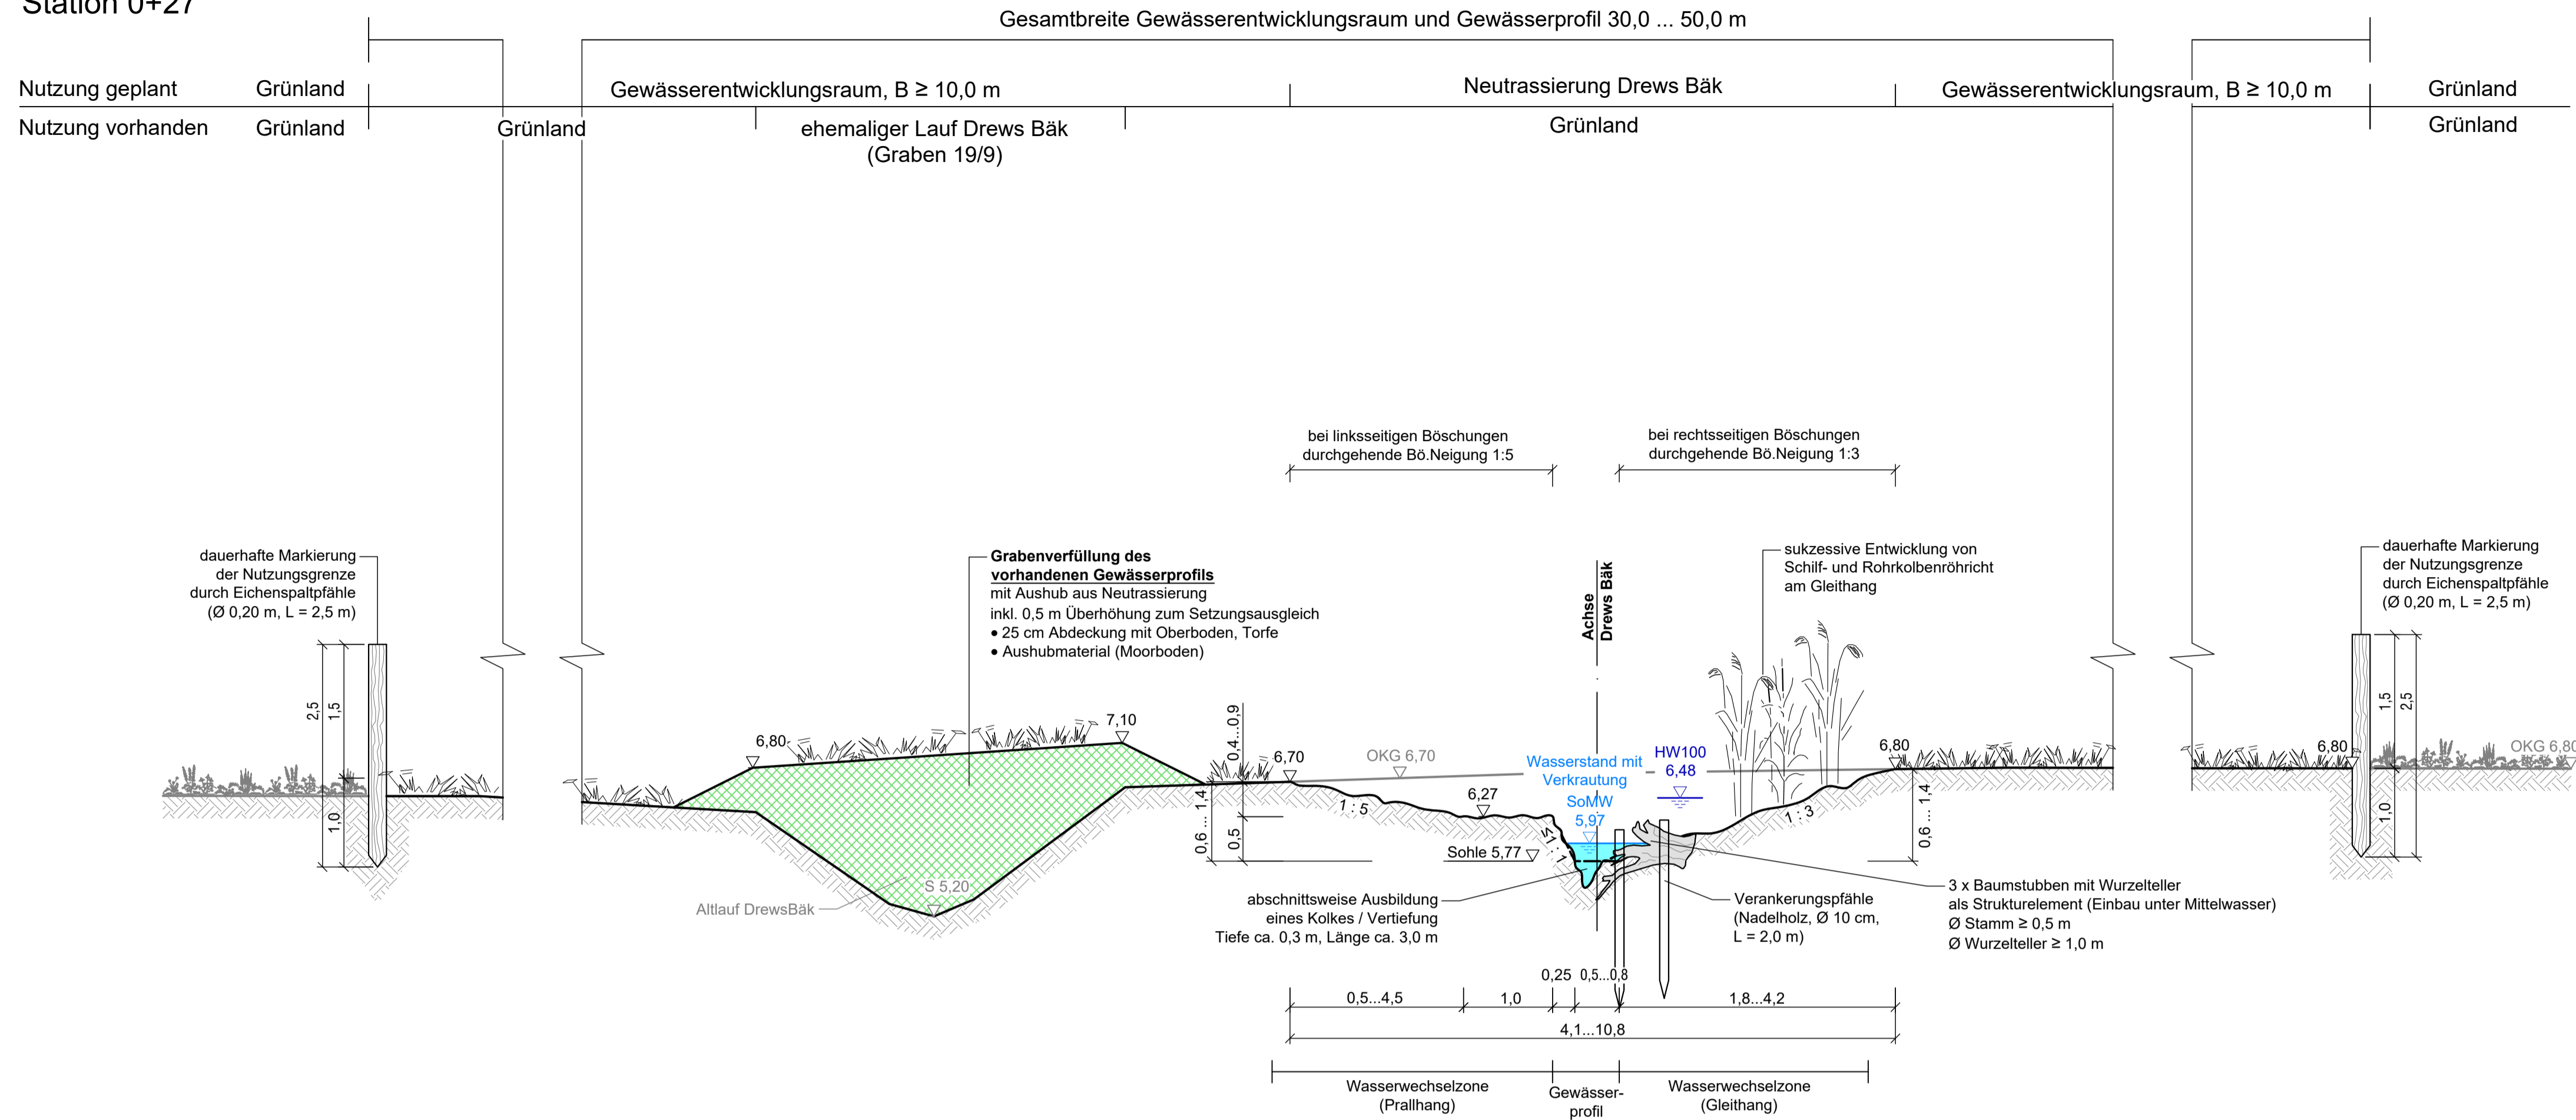 Station 0+27
Gesamtbreite Gewässerentwicklungsraum und Gewässerprofil 30,0 ... 50,0 m
Nutzung geplant
Grünland
Gewässerentwicklungsraum, B ≥ 10,0 m
Neutrassierung Drews Bäk
Gewässerentwicklungsraum, B ≥ 10,0 m
Grünland
Nutzung vorhanden
Grünland
Grünland
ehemaliger Lauf Drews Bäk
(Graben 19/9)
Grünland
Grünland
bei linksseitigen Böschungen
durchgehende Bö.Neigung 1:5
bei rechtsseitigen Böschungen
durchgehende Bö.Neigung 1:3
dauerhafte Markierung
der Nutzungsgrenze
durch Eichenspaltpfähle
(Ø 0,20 m, L = 2,5 m)
Grabenverfüllung des
vorhandenen Gewässerprofils
mit Aushub aus Neutrassierung
inkl. 0,5 m Überhöhung zum Setzungsausgleich
• 25 cm Abdeckung mit Oberboden, Torfe
• Aushubmaterial (Moorboden)
Achse
Drews Bäk
sukzessive Entwicklung von
Schilf- und Rohrkolbenröhricht
am Gleithang
dauerhafte Markierung
der Nutzungsgrenze
durch Eichenspaltpfähle
(Ø 0,20 m, L = 2,5 m)
2,5
1,5
1,0
6,80
7,10
0,4...0,9
6,70
OKG 6,70
Wasserstand mit
Verkrautung
SoMW
5,97
HW100
6,48
6,80
6,80
OKG 6,80
1,5
2,5
1,0
0,6 ... 1,4
0,5
1 : 5
6,27
≤1 : 1
Sohle 5,77
1 : 3
0,6 ... 1,4
S 5,20
Altlauf DrewsBäk
abschnittsweise Ausbildung
eines Kolkes / Vertiefung
Tiefe ca. 0,3 m, Länge ca. 3,0 m
Verankerungspfähle
(Nadelholz, Ø 10 cm,
L = 2,0 m)
3 x Baumstubben mit Wurzelteller
als Strukturelement (Einbau unter Mittelwasser)
Ø Stamm ≥ 0,5 m
Ø Wurzelteller ≥ 1,0 m
0,25
0,5...0,8
0,5...4,5
1,0
1,8...4,2
4,1...10,8
Wasserwechselzone
(Prallhang)
Gewässer-
profil
Wasserwechselzone
(Gleithang)